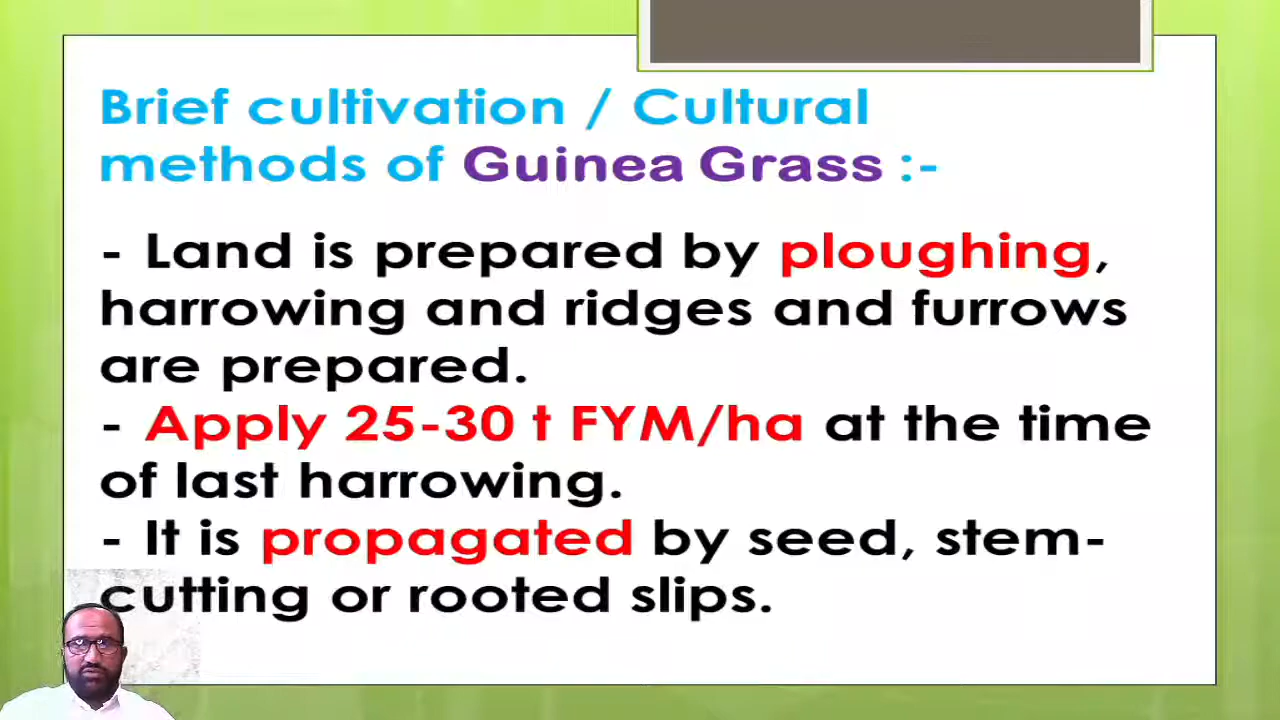 Brief cultivation / Cultural
methods of Guinea Grass :-
- Land is prepared by ploughing,
harrowing and ridges and furrows
are prepared.
- Apply 25-30 t FYM/ha at the time
of last harrowing.
- It is propagated by seed, stem-
cutting or rooted slips.